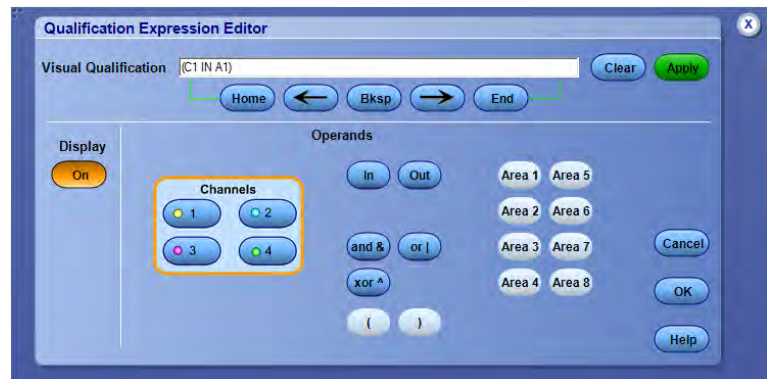 Qualification Expression Editor
X
Visual Qualification (C1 IN A1) Clear Apply
Home ← Bksp → End
Display
On
Operands
Channels
1 2
3 4
In Out
and & or |
xor ^
( )
Area 1 Area 5
Area 2 Area 6
Area 3 Area 7
Area 4 Area 8
Cancel
OK
Help